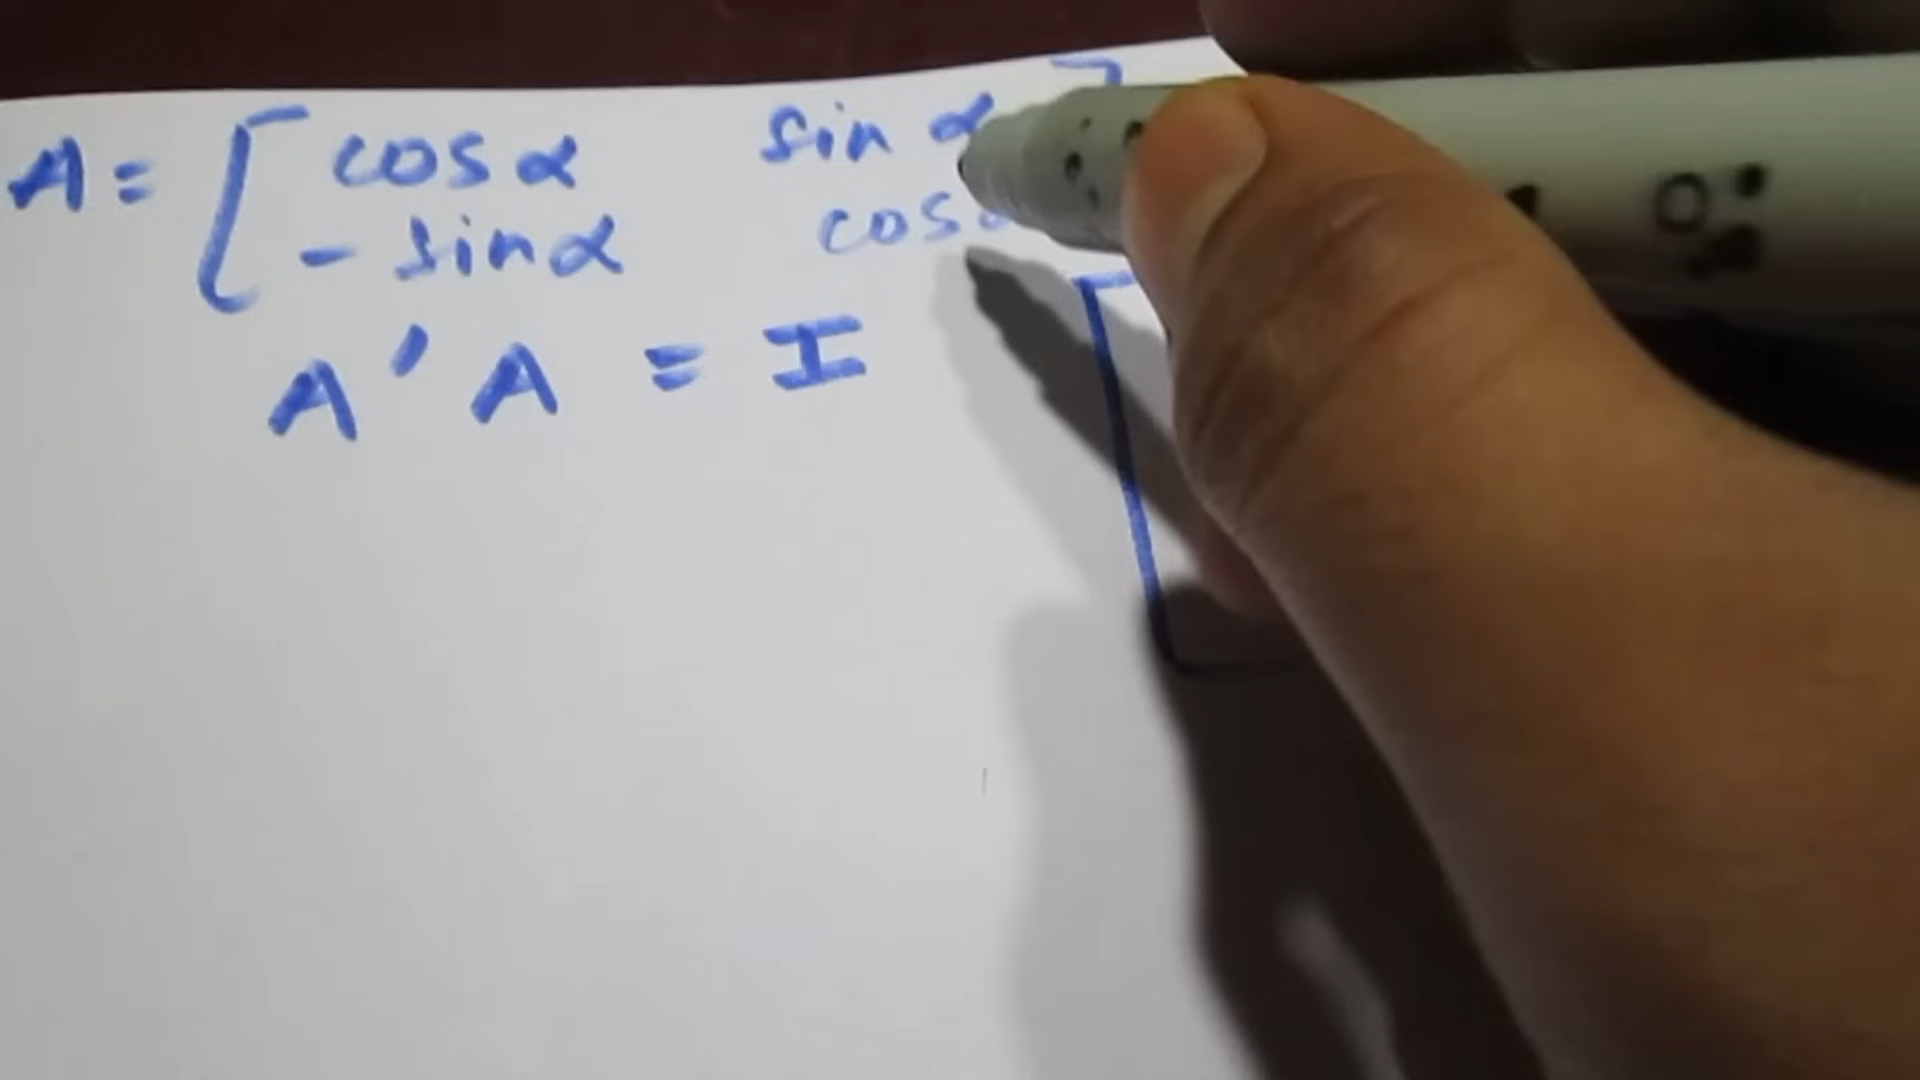 A = [ cos α sin α ]
- sin α cos α
A ' A = I
[